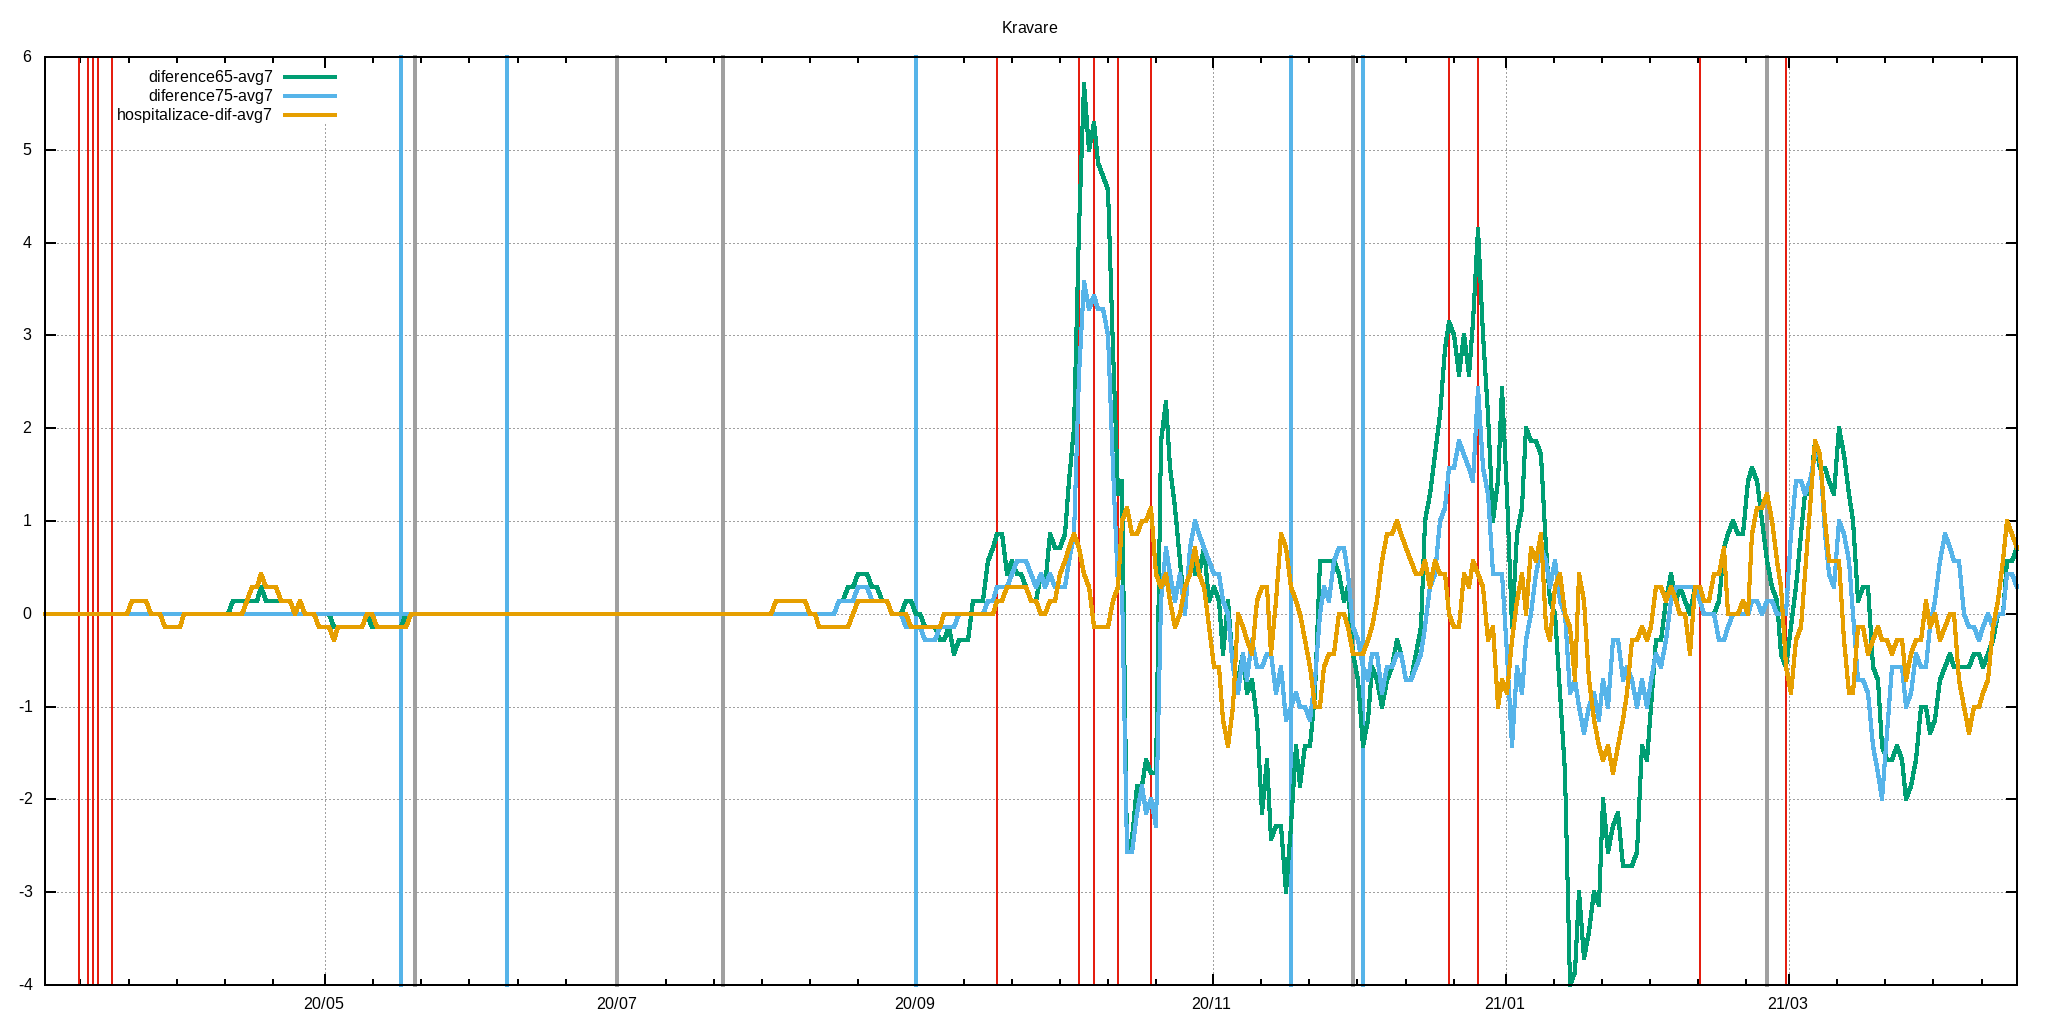 Kravare
6
diference65-avg7
diference75-avg7
hospitalizace-dif-avg7
5
4
3
2
1
0
-1
-2
-3
-4
20/05 20/07 20/09 20/11 21/01 21/03